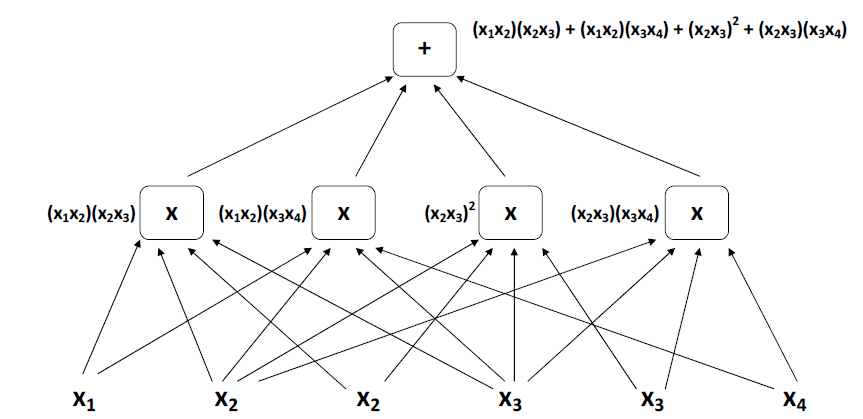 (x₁x₂)(x₂x₃) + (x₁x₂)(x₃x₄) + (x₂x₃)² + (x₂x₃)(x₃x₄)
+
(x₁x₂)(x₂x₃) x (x₁x₂)(x₃x₄) x (x₂x₃)² x (x₂x₃)(x₃x₄) x
x₁ x₂ x₂ x₃ x₃ x₄